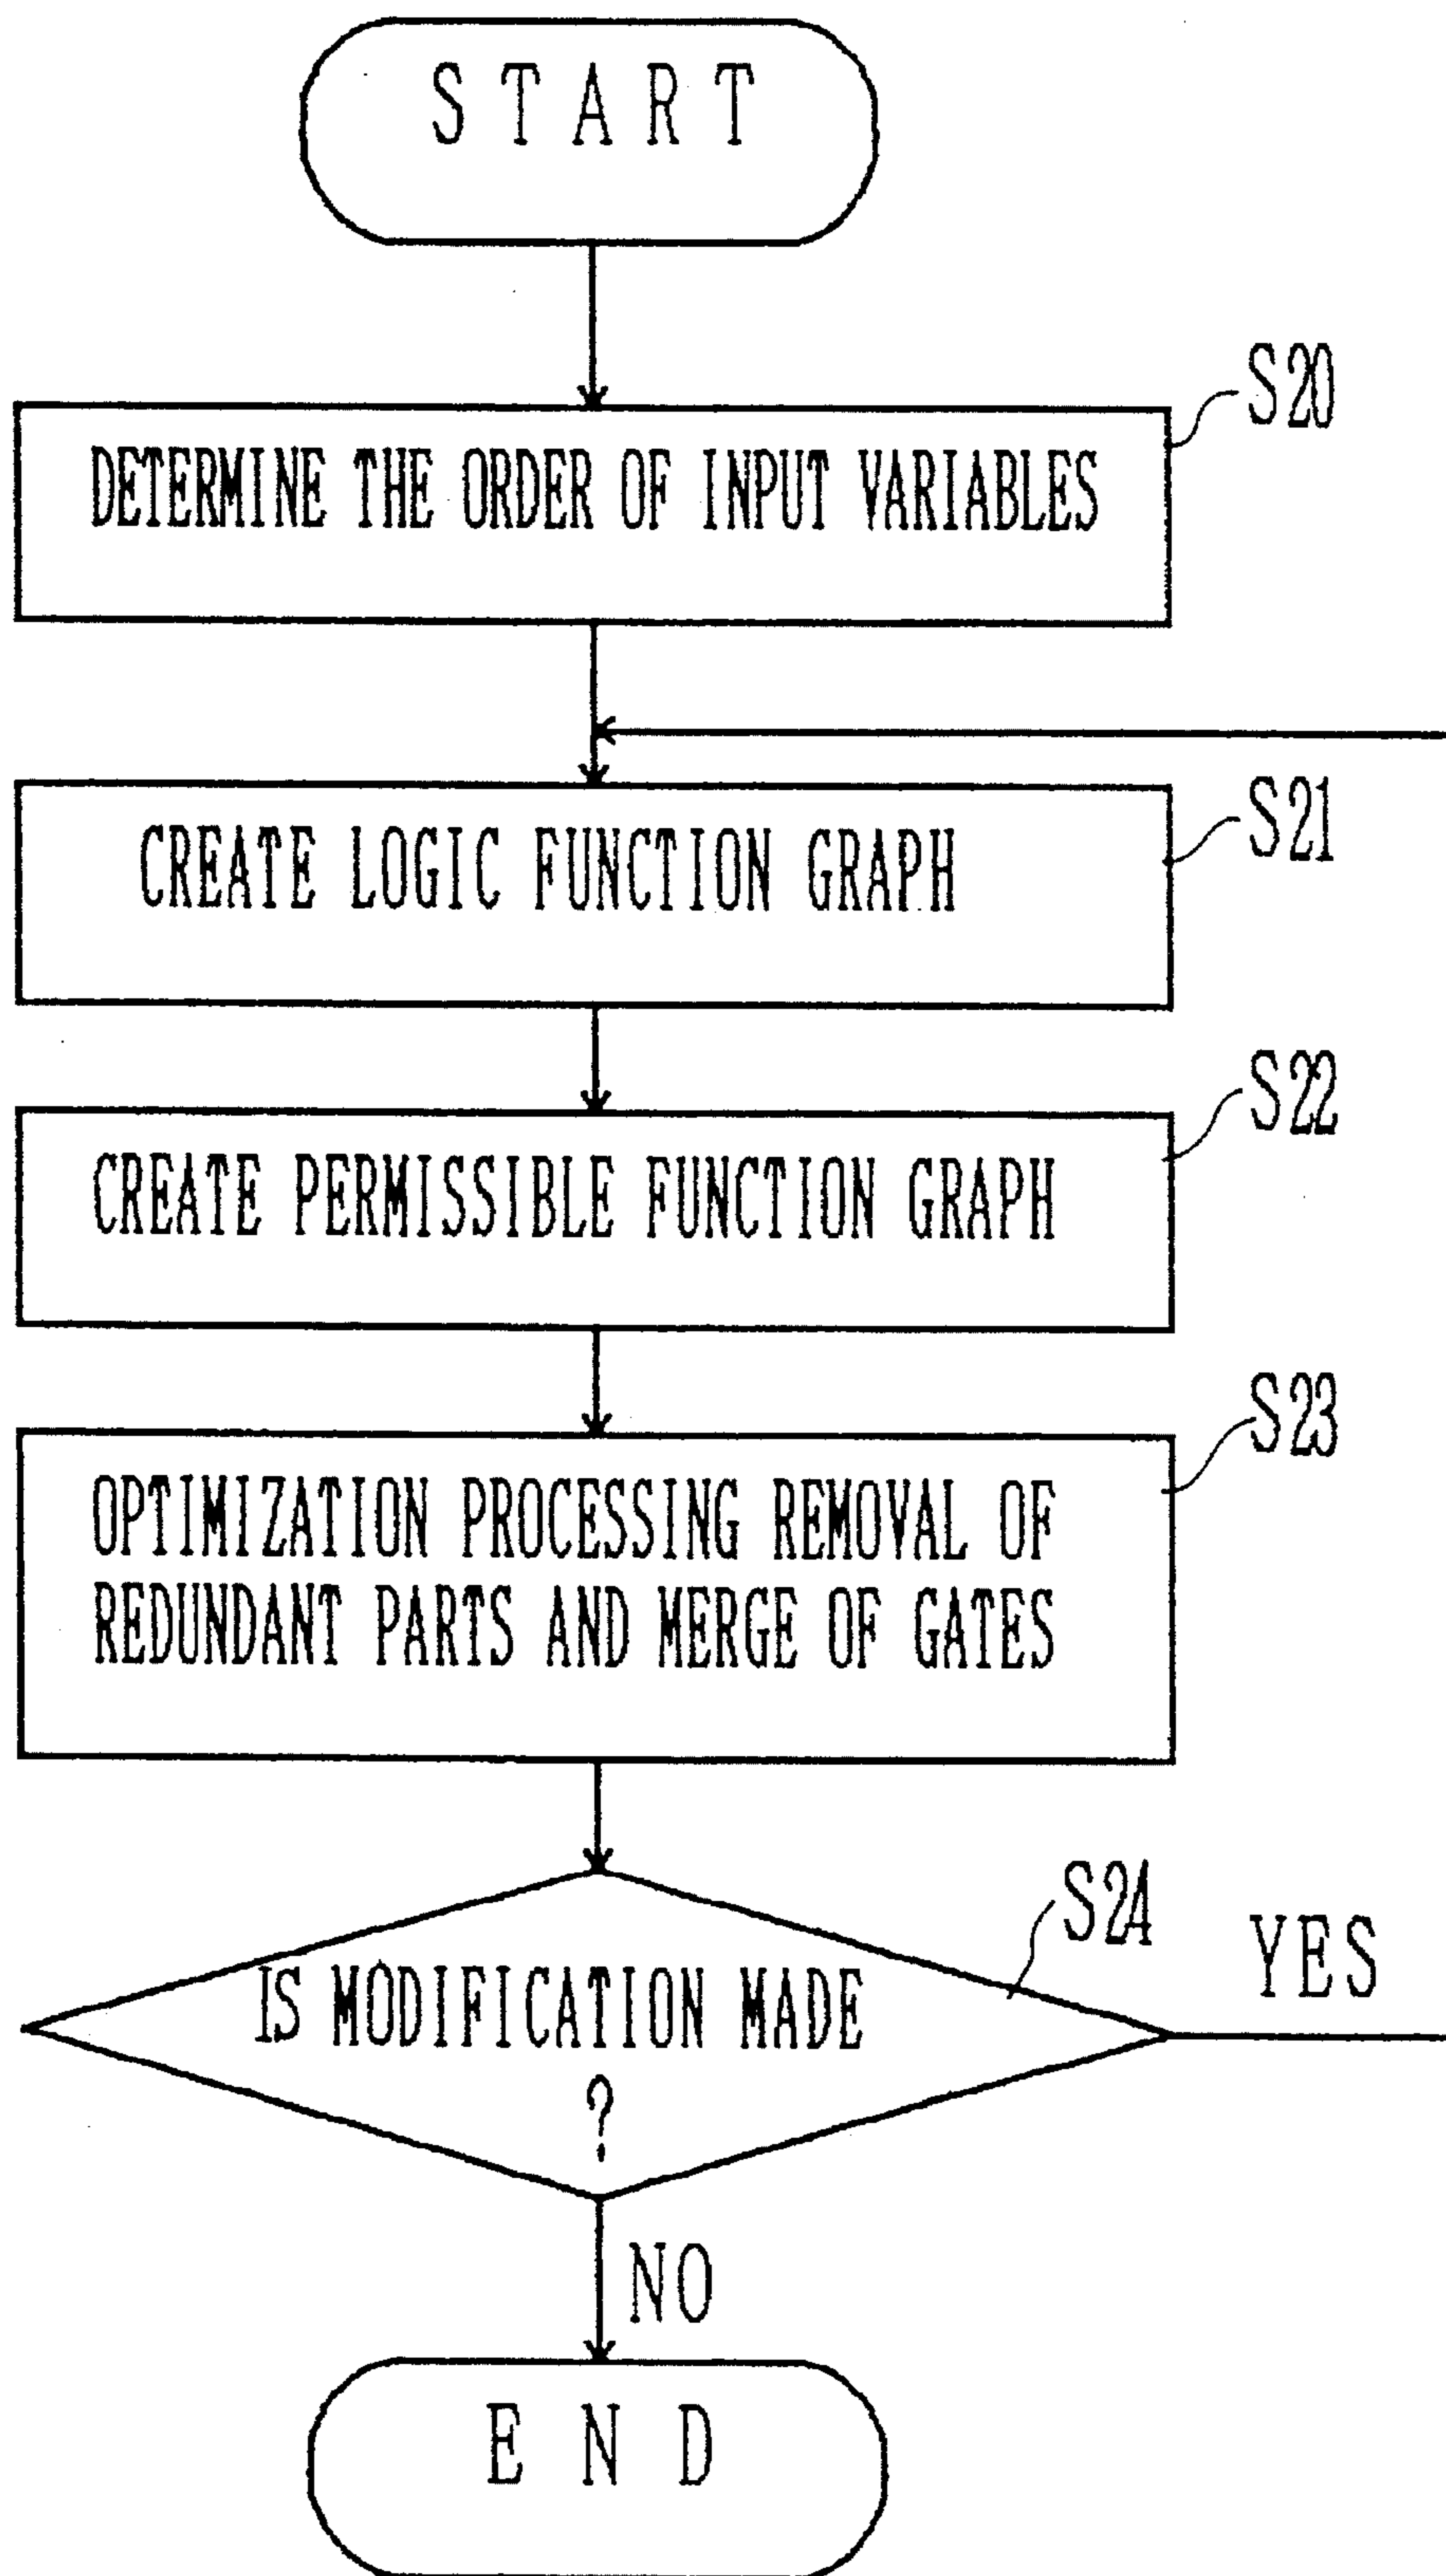 START
S20
DETERMINE THE ORDER OF INPUT VARIABLES
S21
CREATE LOGIC FUNCTION GRAPH
S22
CREATE PERMISSIBLE FUNCTION GRAPH
S23
OPTIMIZATION PROCESSING REMOVAL OF
REDUNDANT PARTS AND MERGE OF GATES
S24
YES
IS MODIFICATION MADE
?
NO
END